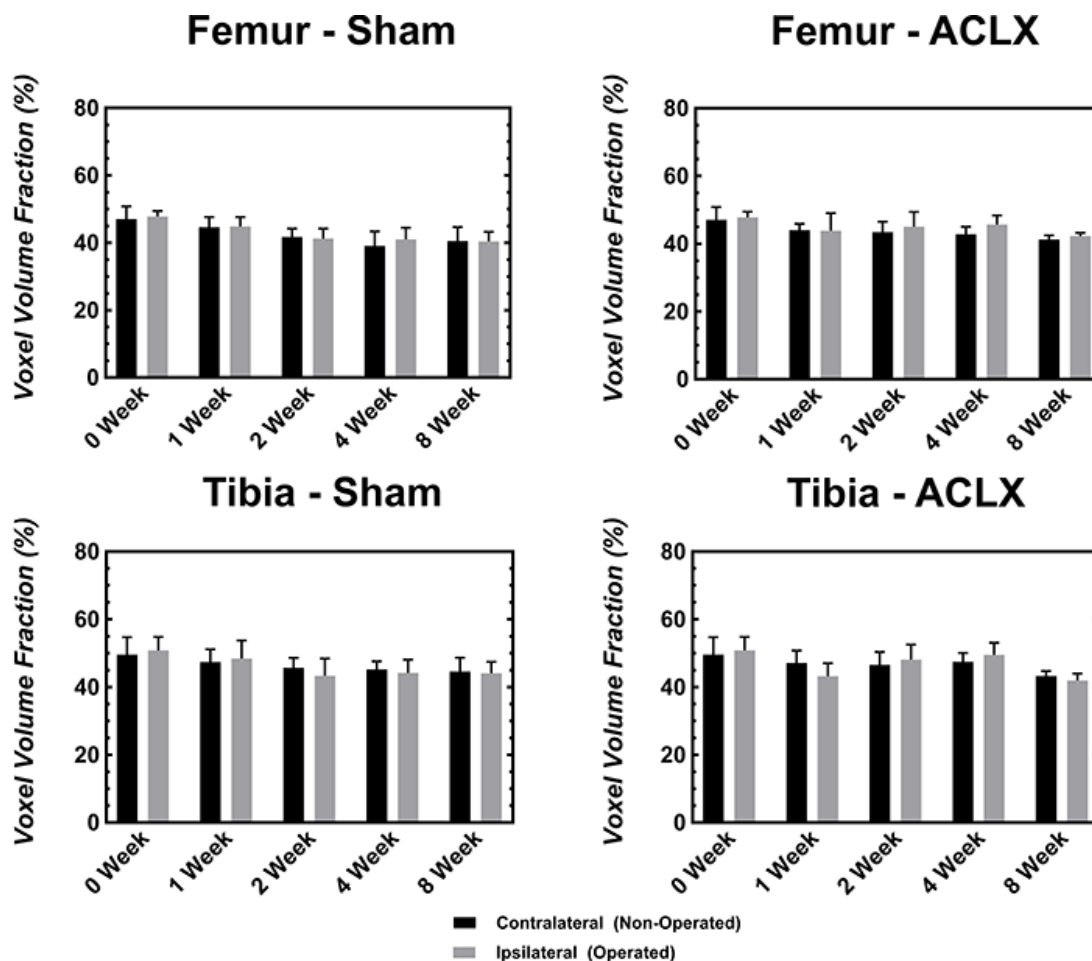 Femur - Sham
Voxel Volume Fraction (%)
80
60
40
20
0
0 Week
1 Week
2 Week
4 Week
8 Week
Femur - ACLX
Voxel Volume Fraction (%)
80
60
40
20
0
0 Week
1 Week
2 Week
4 Week
8 Week
Tibia - Sham
Voxel Volume Fraction (%)
80
60
40
20
0
0 Week
1 Week
2 Week
4 Week
8 Week
Tibia - ACLX
Voxel Volume Fraction (%)
80
60
40
20
0
0 Week
1 Week
2 Week
4 Week
8 Week
Contralateral (Non-Operated)
Ipsilateral (Operated)